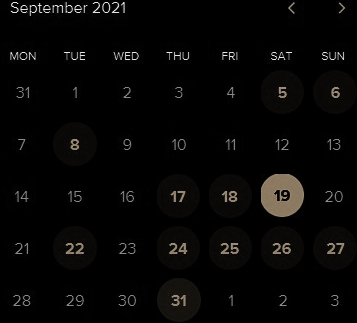 September 2021
MON TUE WED THU FRI SAT SUN
31 1 2 3 4 5 6
7 8 9 10 11 12 13
14 15 16 17 18 19 20
21 22 23 24 25 26 27
28 29 30 31 1 2 3